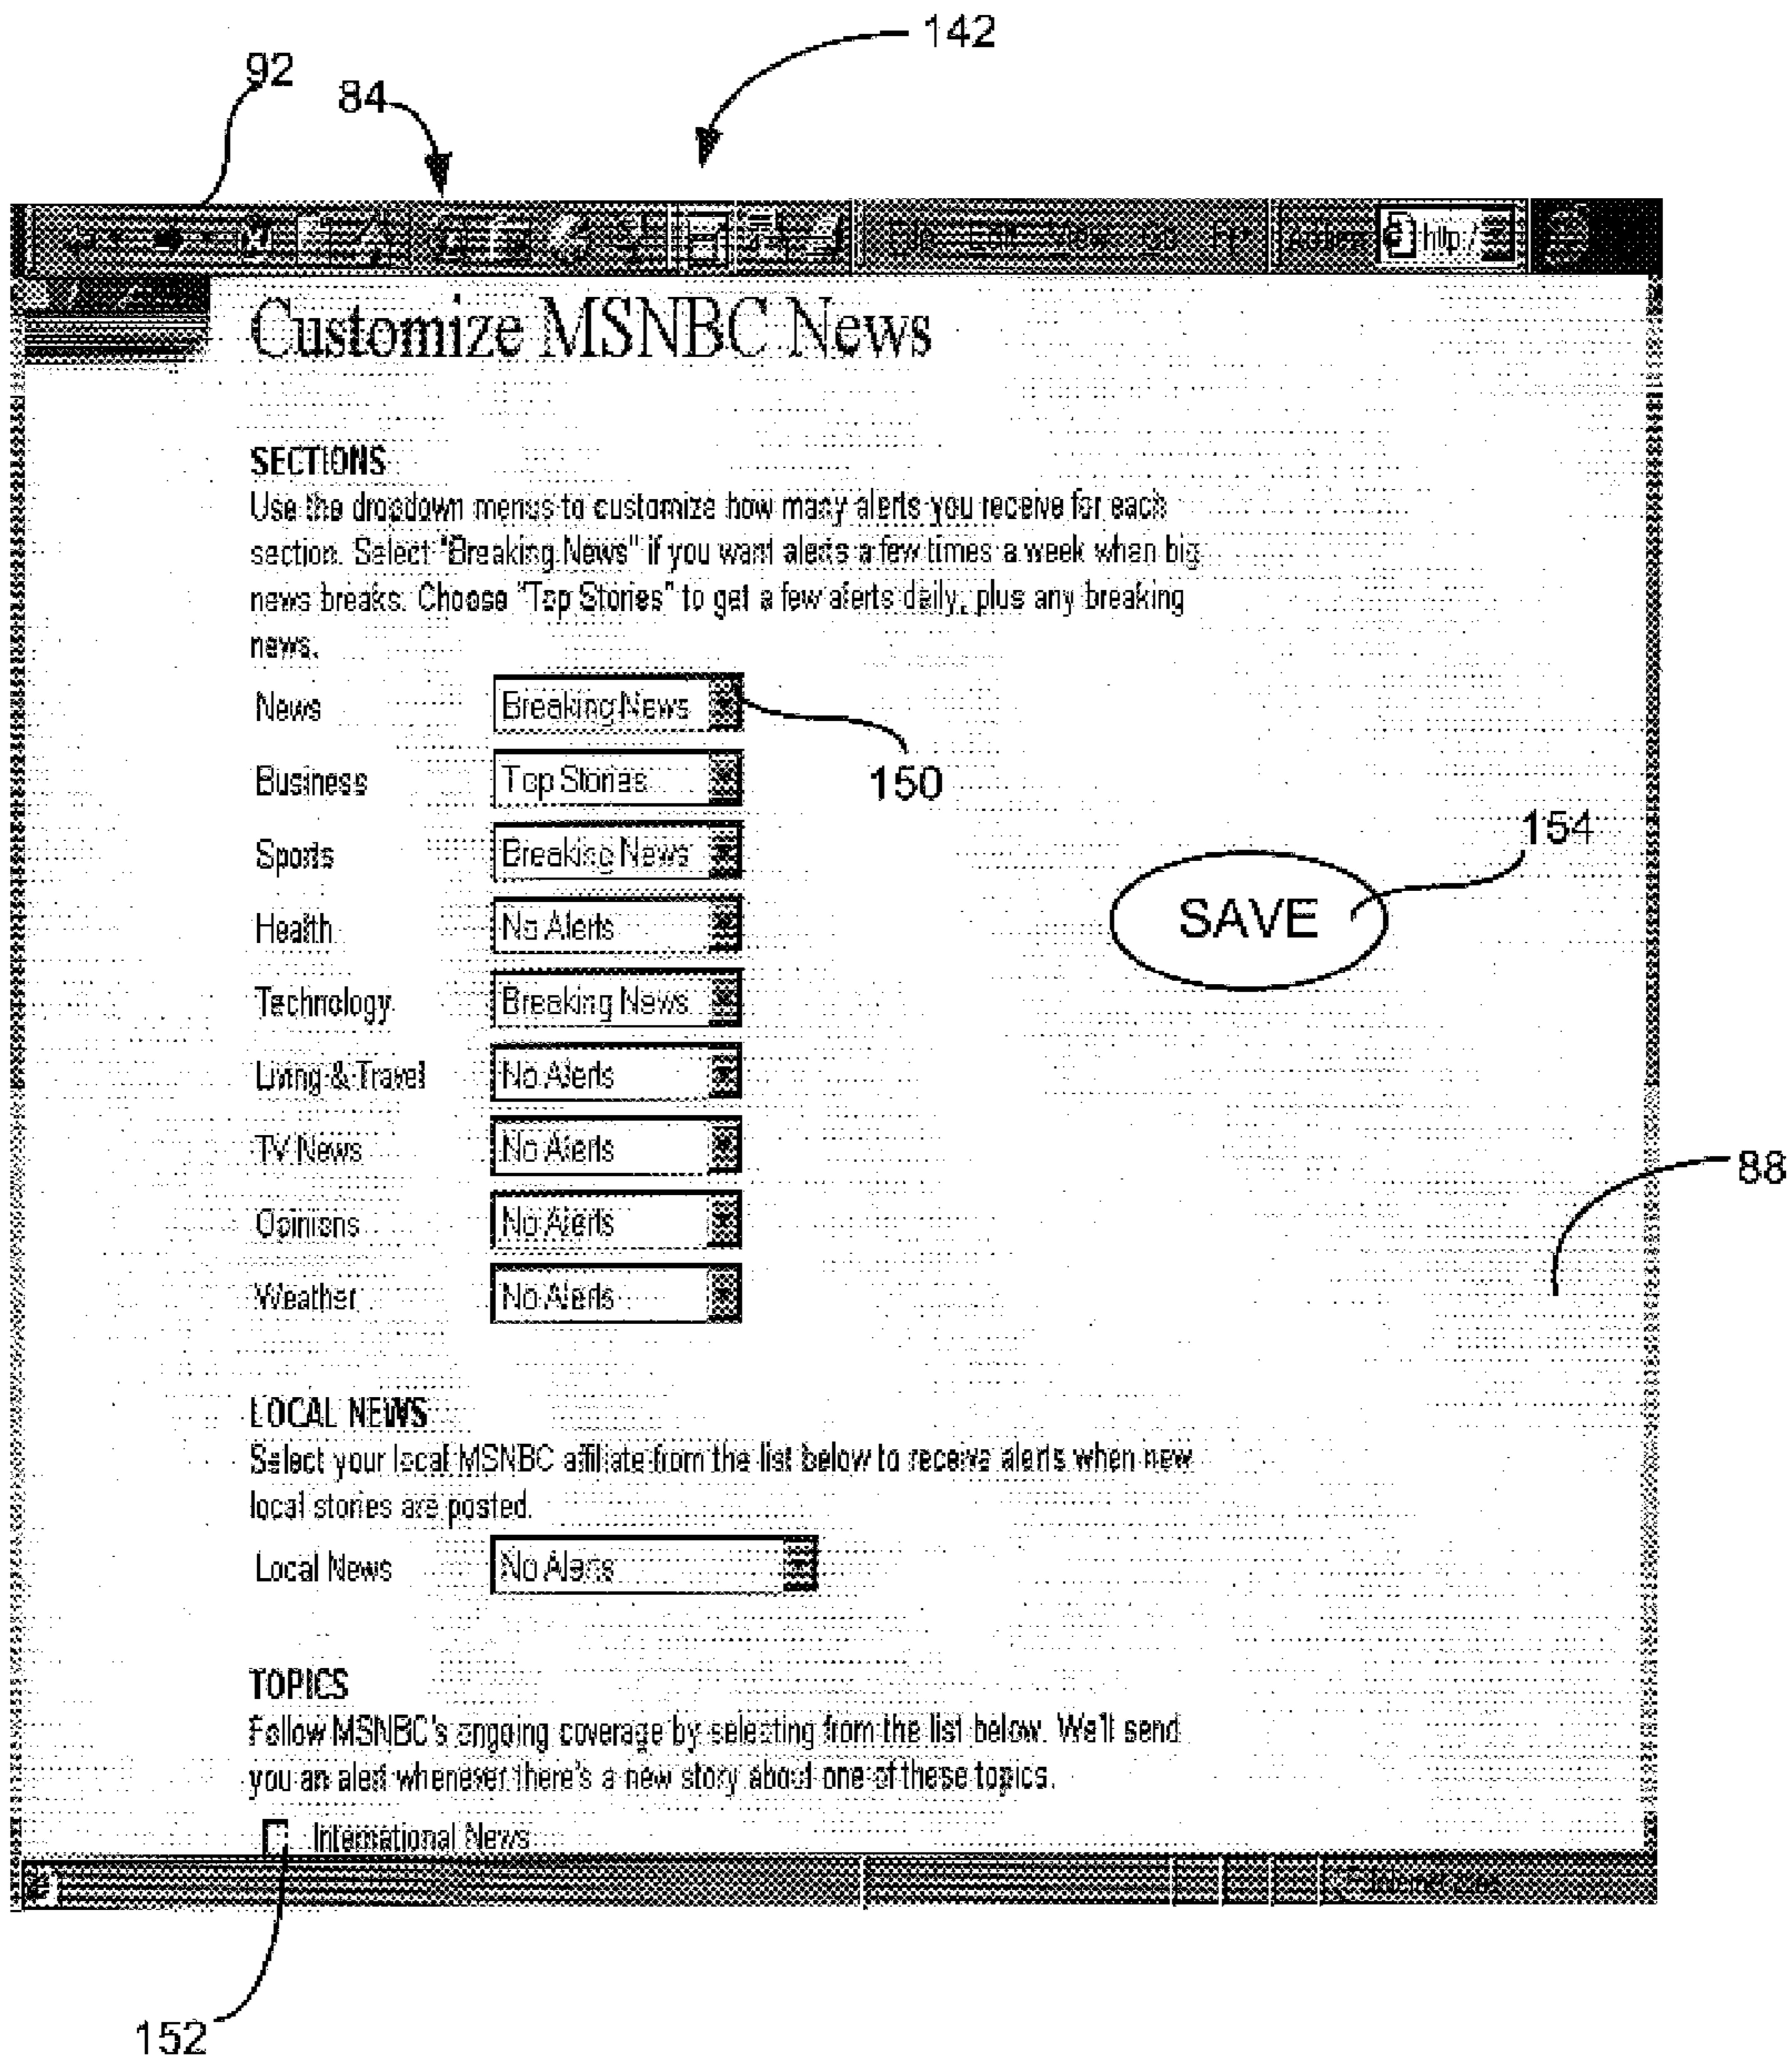 142
92
84
File Edit View Go
http:/
Customize MSNBC News
SECTIONS
Use the dropdown menus to customize how many alerts you receive for each
section. Select "Breaking News" if you want alerts a few times a week when big
news breaks. Choose "Top Stories" to get a few alerts daily, plus any breaking
news.
News Breaking News
150
Business Top Stories
154
Sports Breaking News
SAVE
Health No Alerts
Technology Breaking News
Living & Travel No Alerts
TV News No Alerts
88
Opinions No Alerts
Weather No Alerts
LOCAL NEWS
Select your local MSNBC affiliate from the list below to receive alerts when new
local stories are posted.
Local News No Alerts
TOPICS
Follow MSNBC's ongoing coverage by selecting from the list below. We'll send
you an alert whenever there's a new story about one of these topics.
International News
Internet zone
152